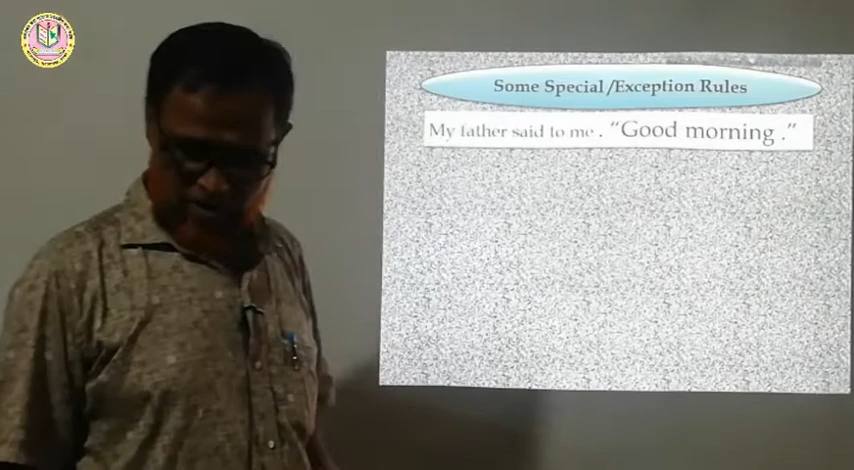 Some Special/Exception Rules
My father said to me . “Good morning .”